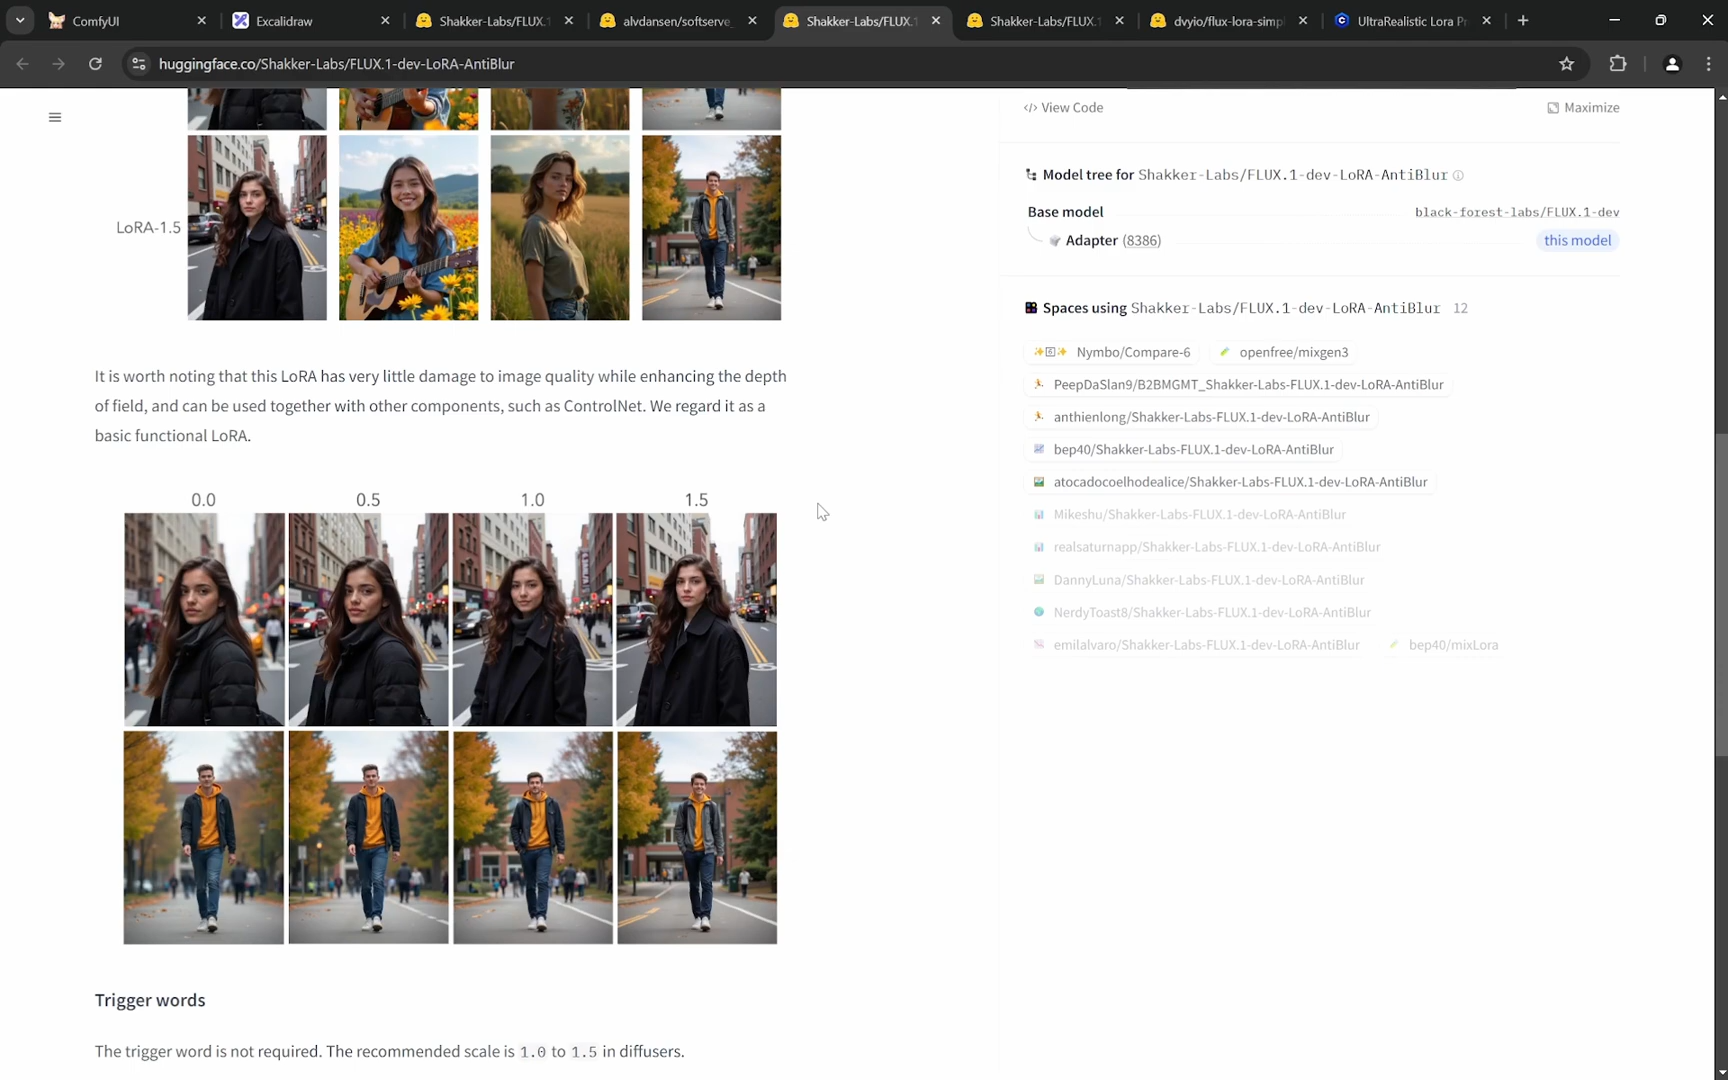 ComfyUI
Excalidraw
Shakker-Labs/FLUX.1
alvdansen/softserve_
Shakker-Labs/FLUX.1
Shakker-Labs/FLUX.1
dvyio/flux-lora-simpl
UltraRealistic Lora Pr
huggingface.co/Shakker-Labs/FLUX.1-dev-LoRA-AntiBlur
LoRA-1.5
It is worth noting that this LoRA has very little damage to image quality while enhancing the depth
of field, and can be used together with other components, such as ControlNet. We regard it as a
basic functional LoRA.
0.0 0.5 1.0 1.5
Trigger words
The trigger word is not required. The recommended scale is 1.0 to 1.5 in diffusers.
</> View Code
Maximize
Model tree for Shakker-Labs/FLUX.1-dev-LoRA-AntiBlur
Base model black-forest-labs/FLUX.1-dev
Adapter (8386) this model
Spaces using Shakker-Labs/FLUX.1-dev-LoRA-AntiBlur 12
Nymbo/Compare-6 openfree/mixgen3
PeepDaSlan9/B2BMGMT_Shakker-Labs-FLUX.1-dev-LoRA-AntiBlur
anthienlong/Shakker-Labs-FLUX.1-dev-LoRA-AntiBlur
bep40/Shakker-Labs-FLUX.1-dev-LoRA-AntiBlur
atocadocoelhodealice/Shakker-Labs-FLUX.1-dev-LoRA-AntiBlur
Mikeshu/Shakker-Labs-FLUX.1-dev-LoRA-AntiBlur
realsaturnapp/Shakker-Labs-FLUX.1-dev-LoRA-AntiBlur
DannyLuna/Shakker-Labs-FLUX.1-dev-LoRA-AntiBlur
NerdyToast8/Shakker-Labs-FLUX.1-dev-LoRA-AntiBlur
emilalvaro/Shakker-Labs-FLUX.1-dev-LoRA-AntiBlur bep40/mixLora